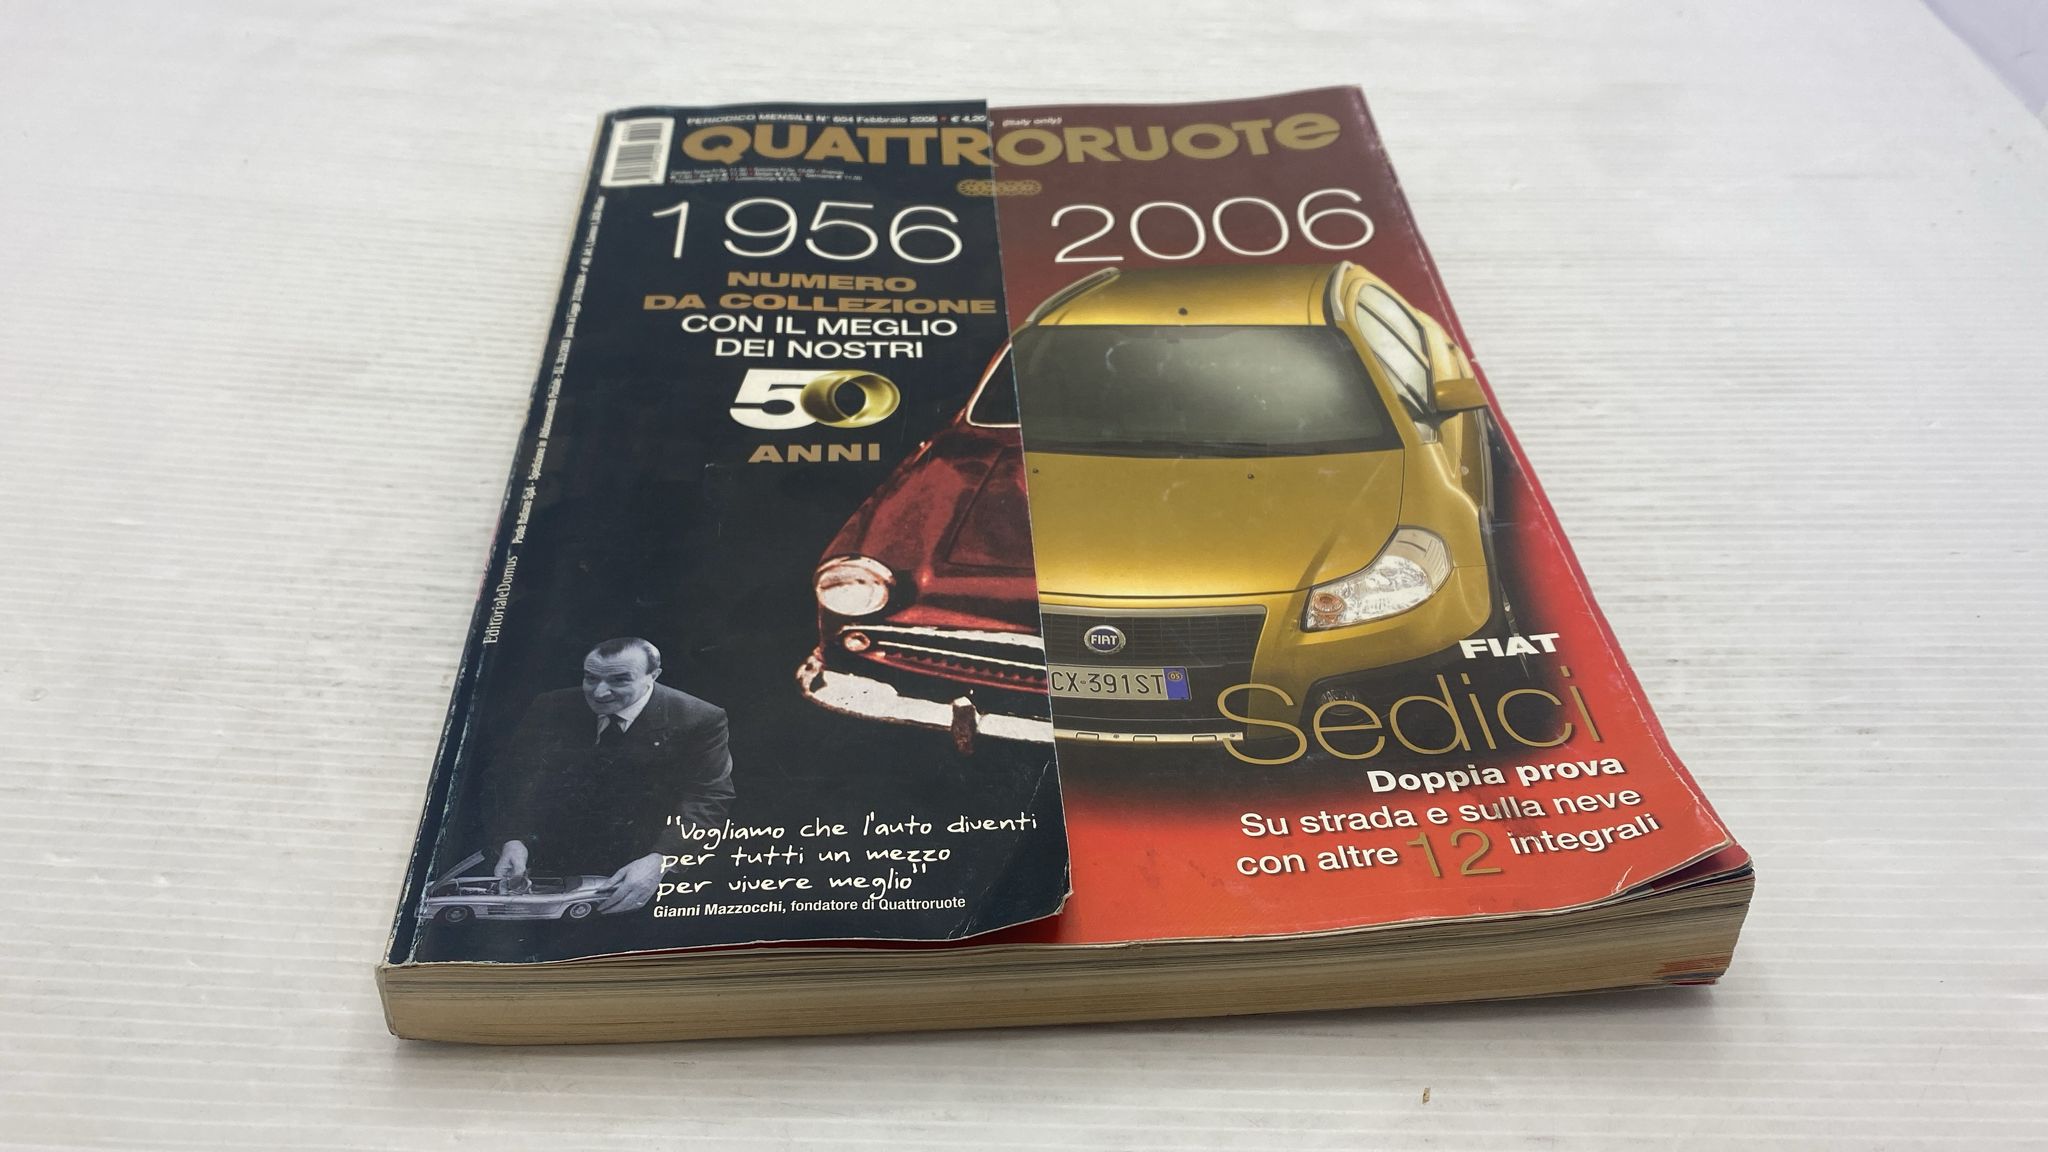 PERIODICO MENSILE N° 604 Febbraio 2006 • € 4,20 (Italy only)
QUATTRORUOTe
1956
2006
NUMERO
DA COLLEZIONE
CON IL MEGLIO
DEI NOSTRI
50
ANNI
EditorialeDomus
FIAT
CX·391ST
05
FIAT
Sedici
Doppia prova
Su strada e sulla neve
con altre 12 integrali
"Vogliamo che l'auto diventi
per tutti un mezzo
per vivere meglio"
Gianni Mazzocchi, fondatore di Quattroruote